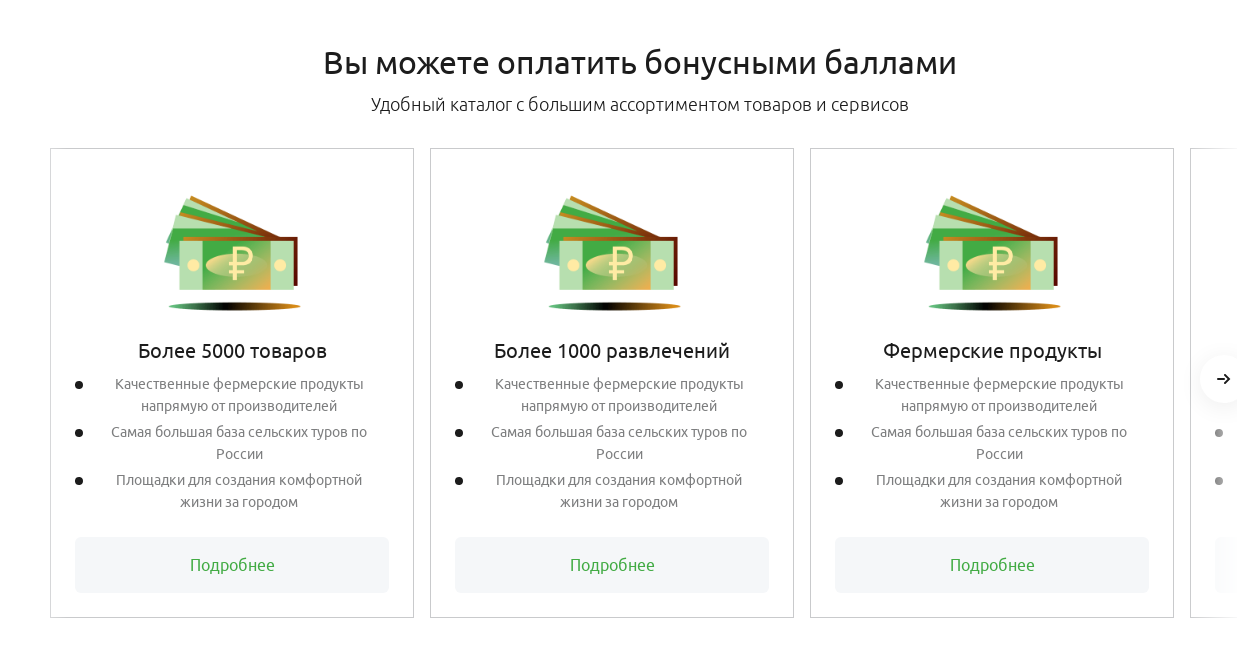 Вы можете оплатить бонусными баллами
Удобный каталог с большим ассортиментом товаров и сервисов
Более 5000 товаров
Качественные фермерские продукты
напрямую от производителей
Самая большая база сельских туров по
России
Площадки для создания комфортной
жизни за городом
Подробнее
Более 1000 развлечений
Качественные фермерские продукты
напрямую от производителей
Самая большая база сельских туров по
России
Площадки для создания комфортной
жизни за городом
Подробнее
Фермерские продукты
Качественные фермерские продукты
напрямую от производителей
Самая большая база сельских туров по
России
Площадки для создания комфортной
жизни за городом
Подробнее